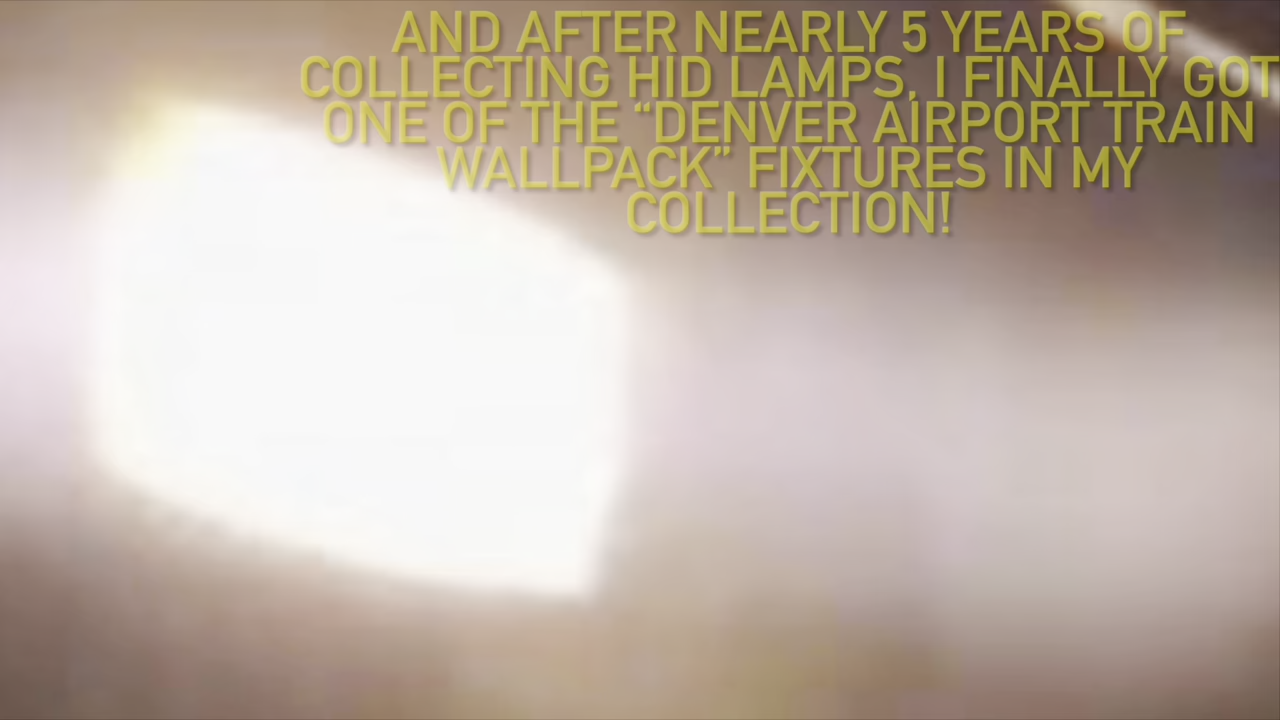 AND AFTER NEARLY 5 YEARS OF
COLLECTING HID LAMPS, I FINALLY GOT
ONE OF THE “DENVER AIRPORT TRAIN
WALLPACK” FIXTURES IN MY
COLLECTION!